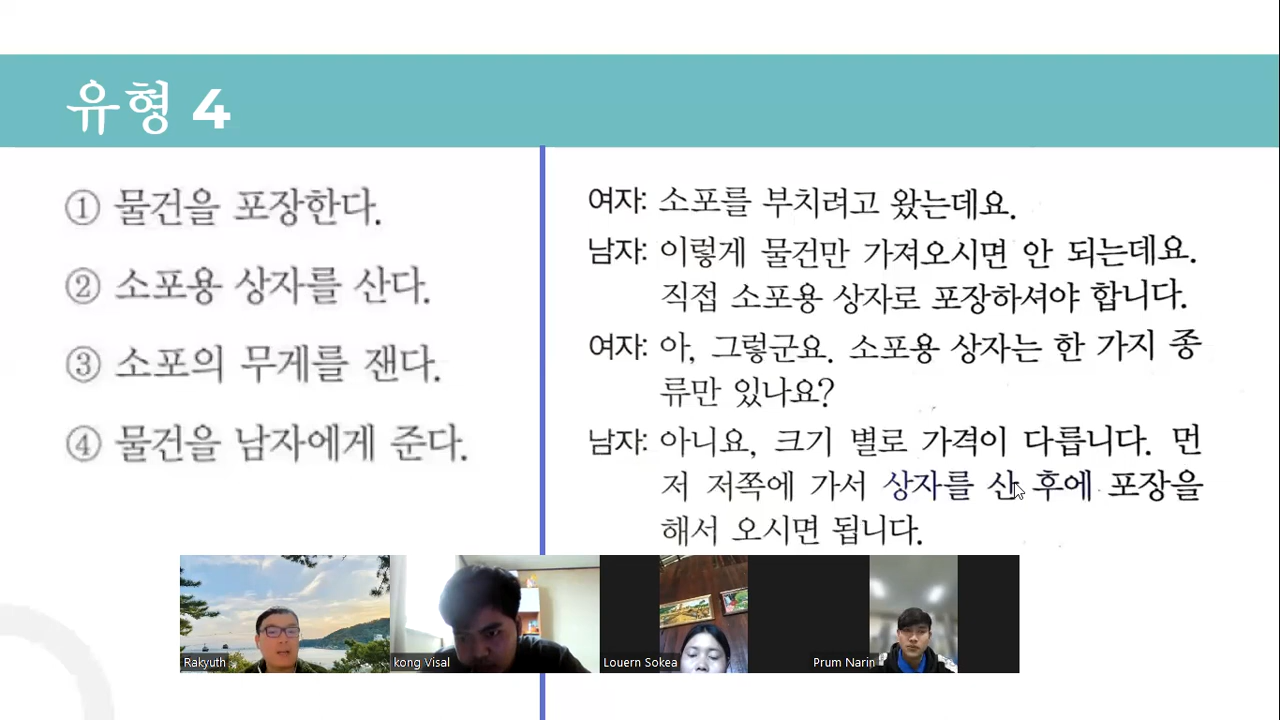 유형 4
① 물건을 포장한다.
② 소포용 상자를 산다.
③ 소포의 무게를 잰다.
④ 물건을 남자에게 준다.
여자: 소포를 부치려고 왔는데요.
남자: 이렇게 물건만 가져오시면 안 되는데요.
직접 소포용 상자로 포장하셔야 합니다.
여자: 아, 그렇군요. 소포용 상자는 한 가지 종
류만 있나요?
남자: 아니요, 크기 별로 가격이 다릅니다. 먼
저 저쪽에 가서 상자를 산 후에 포장을
해서 오시면 됩니다.
Rakyuth
kong Visal
Louern Sokea
Prum Narin